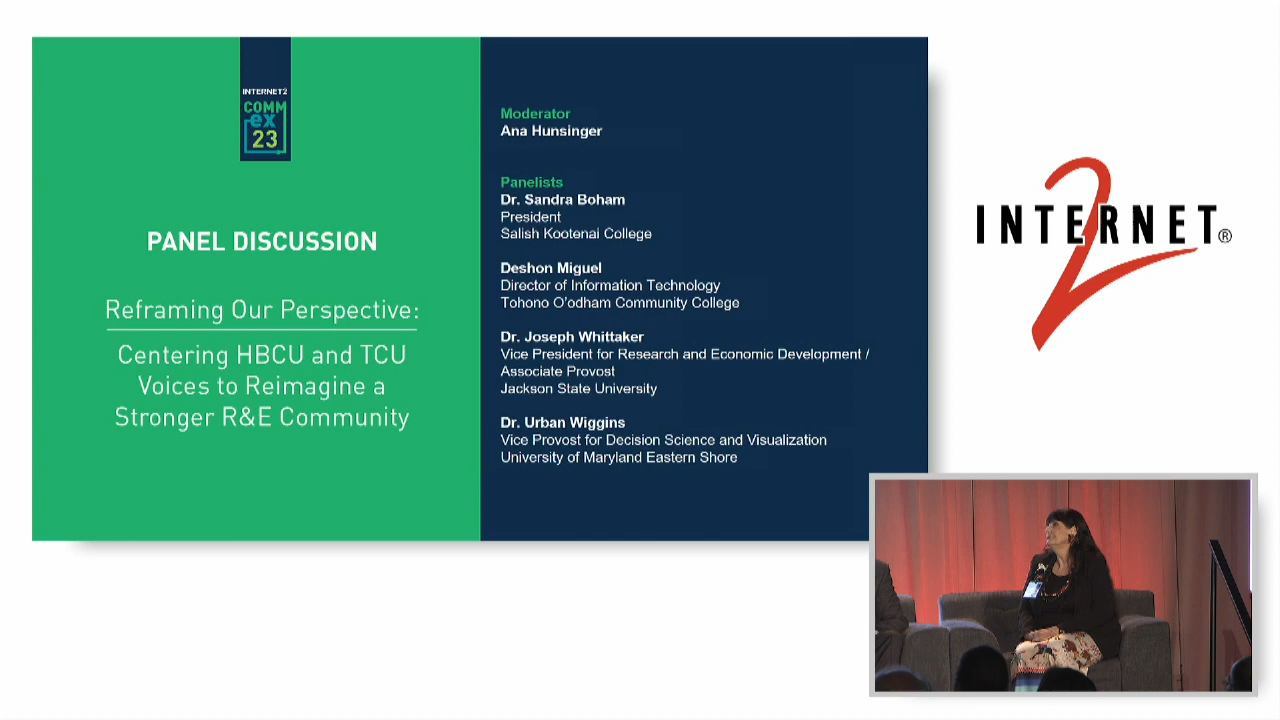 INTERNET2
COMM
ex
23
PANEL DISCUSSION
Reframing Our Perspective:
Centering HBCU and TCU
Voices to Reimagine a
Stronger R&E Community
Moderator
Ana Hunsinger
Panelists
Dr. Sandra Boham
President
Salish Kootenai College
Deshon Miguel
Director of Information Technology
Tohono O'odham Community College
Dr. Joseph Whittaker
Vice President for Research and Economic Development /
Associate Provost
Jackson State University
Dr. Urban Wiggins
Vice Provost for Decision Science and Visualization
University of Maryland Eastern Shore
INTERNET®
2